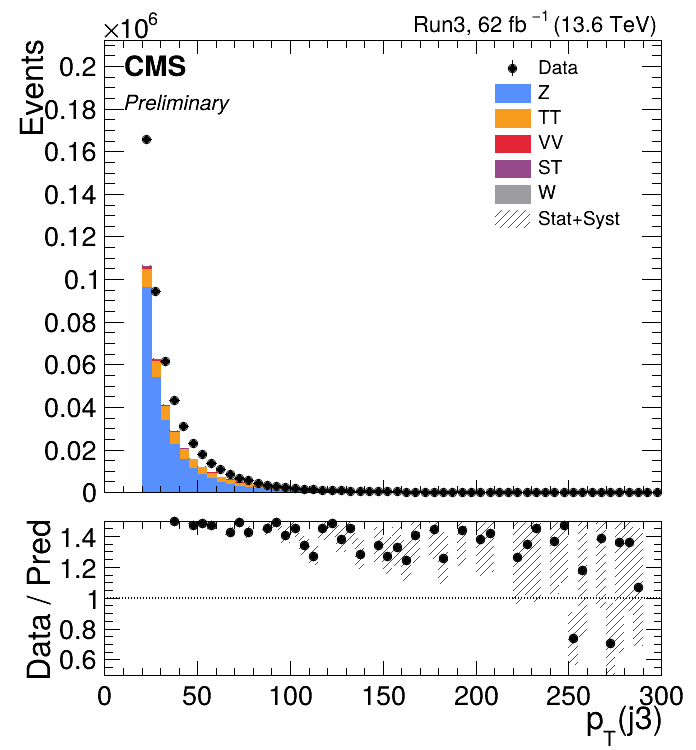 ×10⁶
Run3, 62 fb⁻¹ (13.6 TeV)
Events
CMS
Preliminary
Data
Z
TT
VV
ST
W
Stat+Syst
0.2
0.18
0.16
0.14
0.12
0.1
0.08
0.06
0.04
0.02
0
Data / Pred
1.4
1.2
1
0.8
0.6
0 50 100 150 200 250 300
p_T(j3)